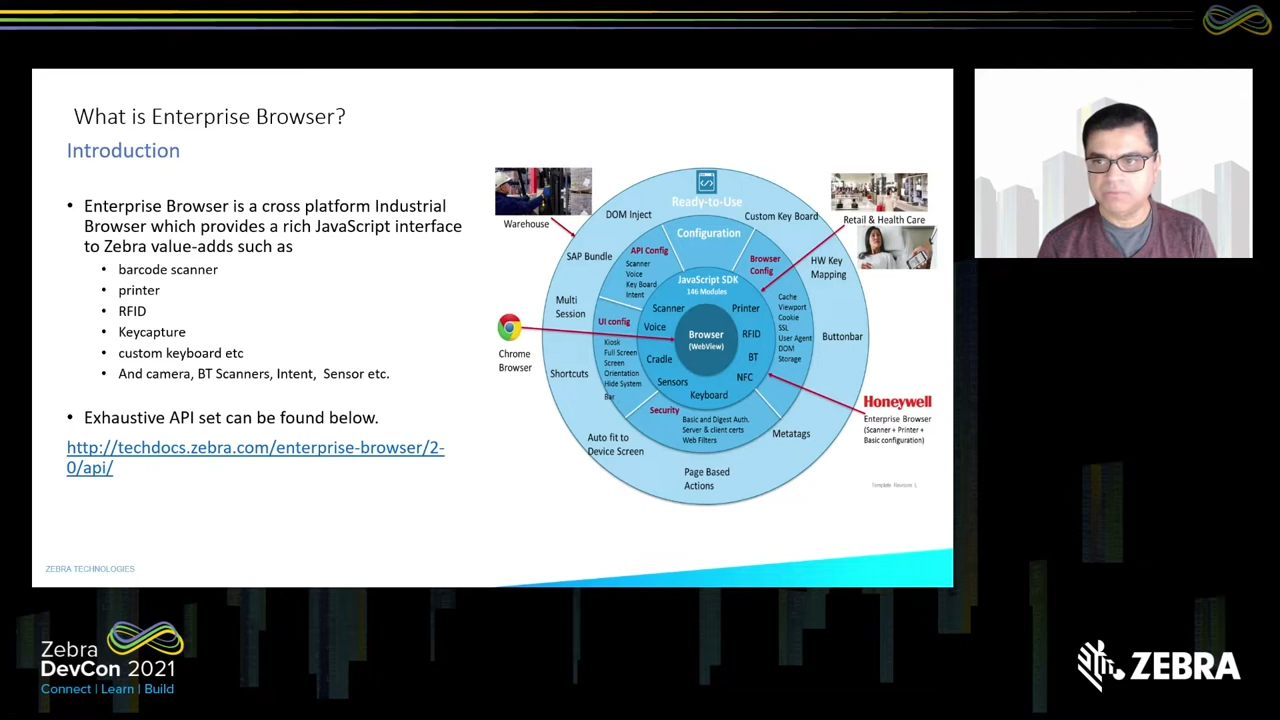 What is Enterprise Browser?
Introduction
• Enterprise Browser is a cross platform Industrial
Browser which provides a rich JavaScript interface
to Zebra value-adds such as
• barcode scanner
• printer
• RFID
• Keycapture
• custom keyboard etc
• And camera, BT Scanners, Intent, Sensor etc.
• Exhaustive API set can be found below.
http://techdocs.zebra.com/enterprise-browser/2-
0/api/
ZEBRA TECHNOLOGIES
Warehouse
Chrome
Browser
Retail & Health Care
Honeywell
Enterprise Browser
(Scanner + Printer +
Basic configuration)
Template Revision L
Ready-to-Use
DOM Inject
Custom Key Board
SAP Bundle
HW Key
Mapping
Multi
Session
Buttonbar
Shortcuts
Metatags
Auto fit to
Device Screen
Page Based
Actions
Configuration
API Config
Scanner
Voice
Key Board
Intent
Browser
Config
Cache
Viewport
Cookie
SSL
User Agent
DOM
Storage
UI config
Kiosk
Full Screen
Screen
Orientation
Hide System
Bar
Security
Basic and Digest Auth.
Server & client certs
Web Filters
JavaScript SDK
146 Modules
Scanner
Printer
Voice
RFID
Cradle
BT
Sensors
NFC
Keyboard
Browser
(WebView)
Zebra
DevCon 2021
Connect | Learn | Build
ZEBRA